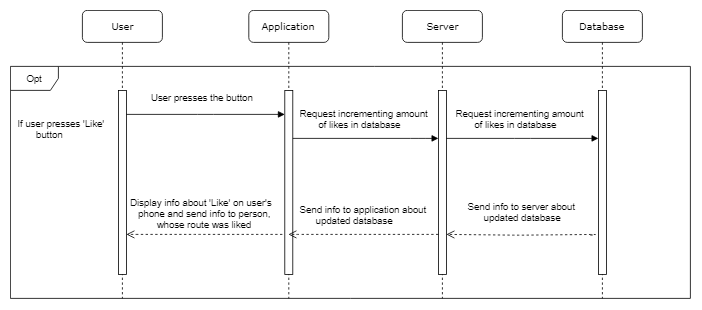 User
Application
Server
Database
Opt
If user presses 'Like'
button
User presses the button
Request incrementing amount
of likes in database
Request incrementing amount
of likes in database
Display info about 'Like' on user's
phone and send info to person,
whose route was liked
Send info to application about
updated database
Send info to server about
updated database